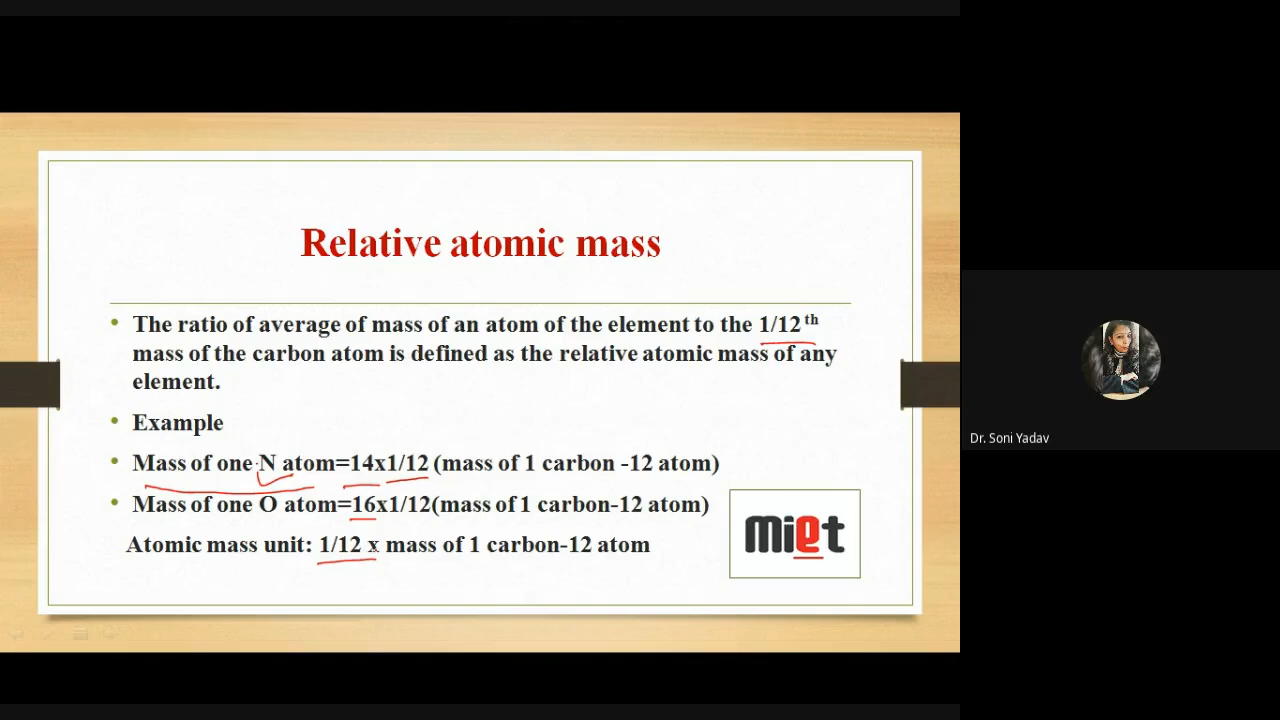 Relative atomic mass
• The ratio of average of mass of an atom of the element to the 1/12th
mass of the carbon atom is defined as the relative atomic mass of any
element.
• Example
• Mass of one N atom=14x1/12 (mass of 1 carbon -12 atom)
• Mass of one O atom=16x1/12(mass of 1 carbon-12 atom)
Atomic mass unit: 1/12 x mass of 1 carbon-12 atom
miet
Dr. Soni Yadav